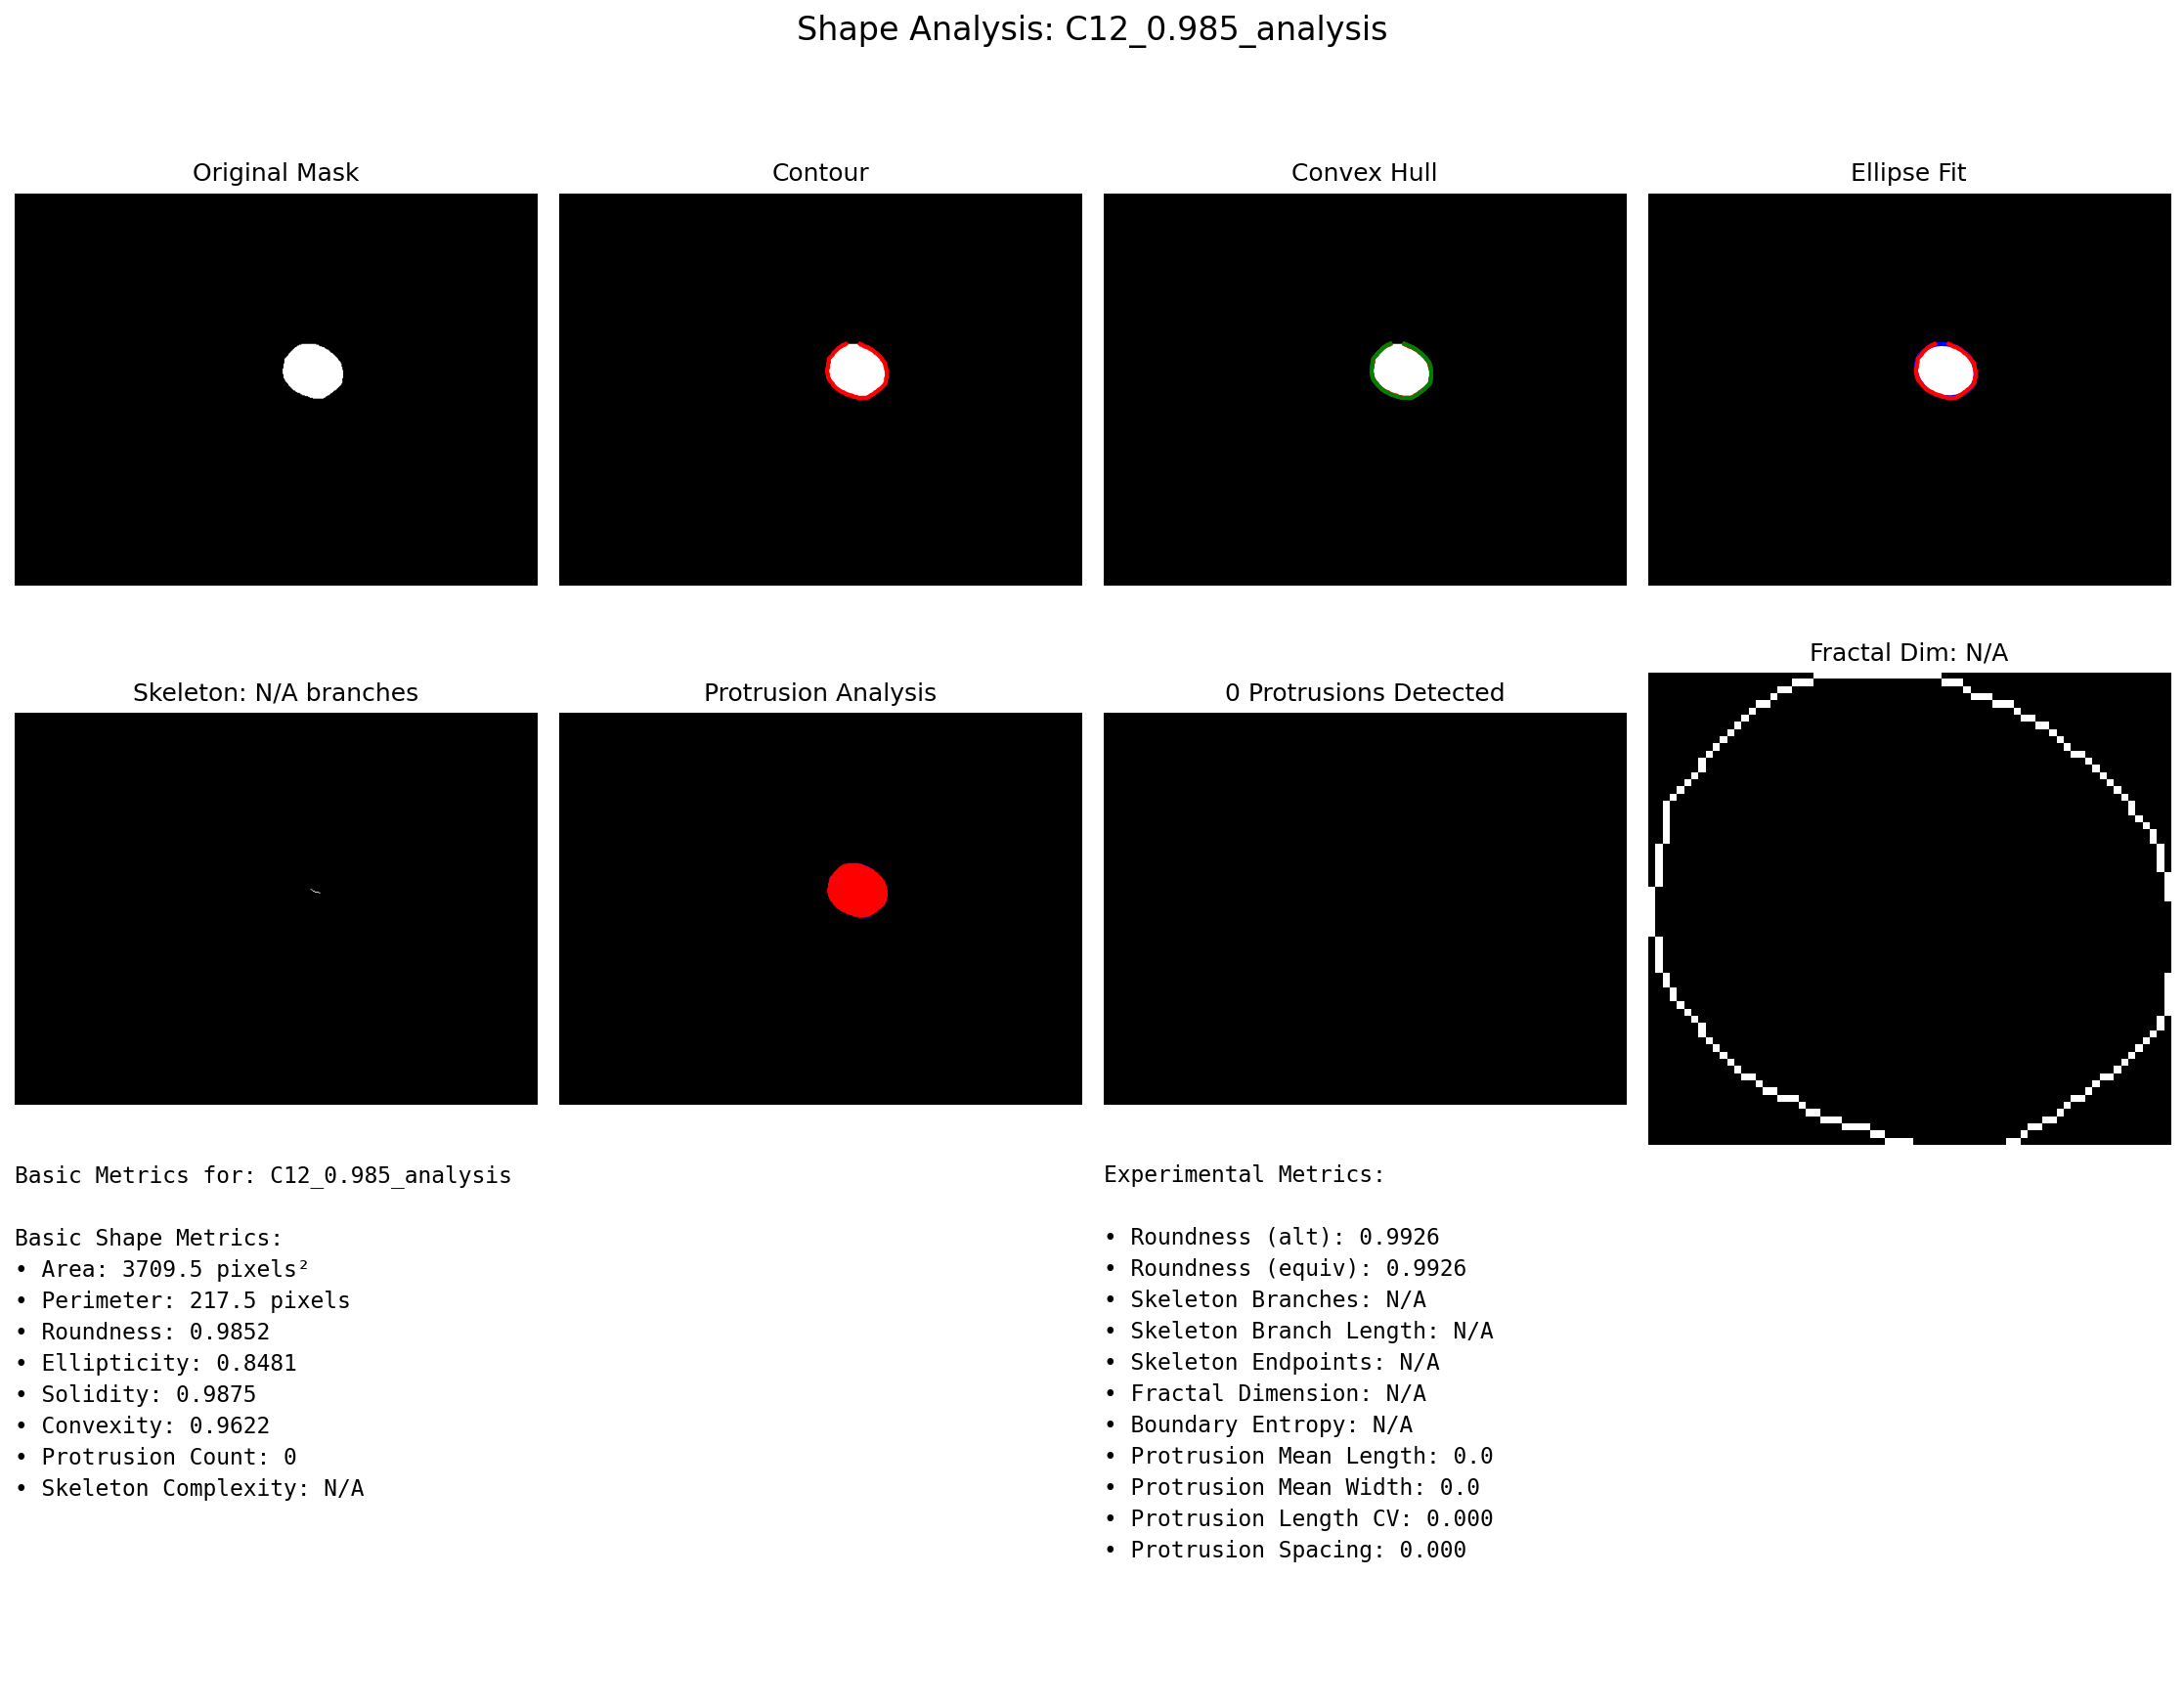 Shape Analysis: C12_0.985_analysis
Original Mask
Contour
Convex Hull
Ellipse Fit
Skeleton: N/A branches
Protrusion Analysis
0 Protrusions Detected
Fractal Dim: N/A
Basic Metrics for: C12_0.985_analysis
Basic Shape Metrics:
• Area: 3709.5 pixels²
• Perimeter: 217.5 pixels
• Roundness: 0.9852
• Ellipticity: 0.8481
• Solidity: 0.9875
• Convexity: 0.9622
• Protrusion Count: 0
• Skeleton Complexity: N/A
Experimental Metrics:
• Roundness (alt): 0.9926
• Roundness (equiv): 0.9926
• Skeleton Branches: N/A
• Skeleton Branch Length: N/A
• Skeleton Endpoints: N/A
• Fractal Dimension: N/A
• Boundary Entropy: N/A
• Protrusion Mean Length: 0.0
• Protrusion Mean Width: 0.0
• Protrusion Length CV: 0.000
• Protrusion Spacing: 0.000